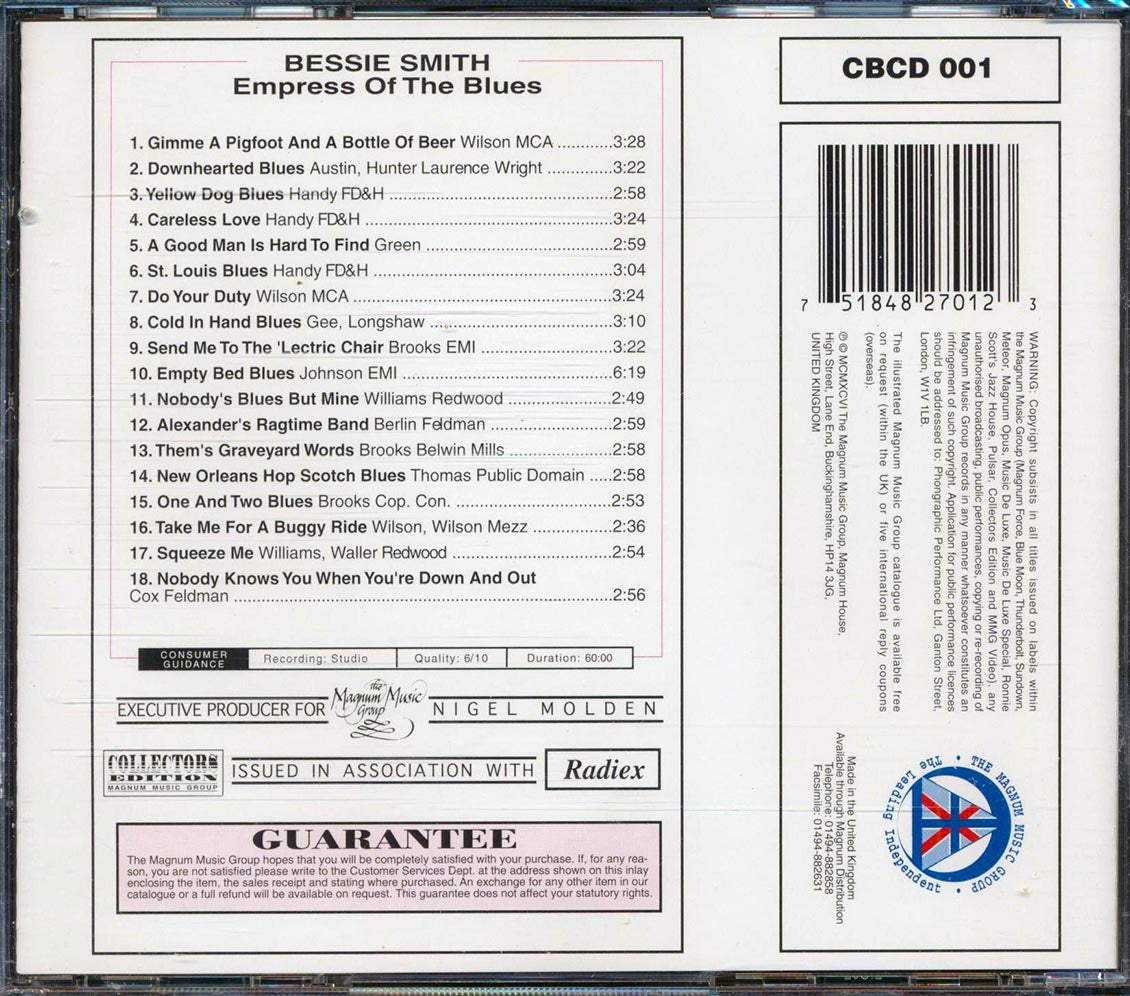 BESSIE SMITH
Empress Of The Blues
1. Gimme A Pigfoot And A Bottle Of Beer Wilson MCA ............3:28
2. Downhearted Blues Austin, Hunter Laurence Wright ..............3:22
3. Yellow Dog Blues Handy FD&H ................................................2:58
4. Careless Love Handy FD&H .....................................................3:24
5. A Good Man Is Hard To Find Green ........................................2:59
6. St. Louis Blues Handy FD&H ...................................................3:04
7. Do Your Duty Wilson MCA .......................................................3:24
8. Cold In Hand Blues Gee, Longshaw .......................................3:10
9. Send Me To The 'Lectric Chair Brooks EMI ............................3:22
10. Empty Bed Blues Johnson EMI .............................................6:19
11. Nobody's Blues But Mine Williams Redwood ......................2:49
12. Alexander's Ragtime Band Berlin Feldman .........................2:59
13. Them's Graveyard Words Brooks Belwin Mills ......................2:58
14. New Orleans Hop Scotch Blues Thomas Public Domain .....2:58
15. One And Two Blues Brooks Cop. Con. .................................2:53
16. Take Me For A Buggy Ride Wilson, Wilson Mezz .................2:36
17. Squeeze Me Williams, Waller Redwood ................................2:54
18. Nobody Knows You When You're Down And Out
Cox Feldman ................................................................................2:56
CONSUMER
GUIDANCE
Recording: Studio
Quality: 6/10
Duration: 60:00
EXECUTIVE PRODUCER FOR the Magnum Music Group NIGEL MOLDEN
COLLECTORS
EDITION
MAGNUM MUSIC GROUP
ISSUED IN ASSOCIATION WITH
Radiex
GUARANTEE
The Magnum Music Group hopes that you will be completely satisfied with your purchase. If, for any rea-
son, you are not satisfied please write to the Customer Services Dept. at the address shown on this inlay
enclosing the item, the sales receipt and stating where purchased. An exchange for any other item in our
catalogue or a full refund will be available on request. This guarantee does not affect your statutory rights.
CBCD 001
7 51848 27012 3
WARNING: Copyright subsists in all titles issued on labels within
the Magnum Music Group (Magnum Force, Blue Moon, Thunderbolt, Sundown,
Meteor, Magnum Opus, Music De Luxe, Music De Luxe Special, Ronnie
Scott's Jazz House, Pulsar, Collectors Edition and MMG Video), any
unauthorised broadcasting, public performances, copying or re-recording of
Magnum Music Group records in any manner whatsoever constitutes an
infringement of such copyright. Application for public performance licences
should be addressed to: Phonographic Performance Ltd, Ganton Street,
London, W1V 1LB.
The illustrated Magnum Music Group catalogue is available free
on request (within the UK) or five international reply coupons
(overseas).
℗ © MCMXCVI The Magnum Music Group, Magnum House,
High Street, Lane End, Buckinghamshire, HP14 3JG,
UNITED KINGDOM
Made in the United Kingdom
Available through Magnum Distribution
Telephone: 01494-882858
Facsimile: 01494-882631
THE MAGNUM MUSIC GROUP • The Leading Independent •